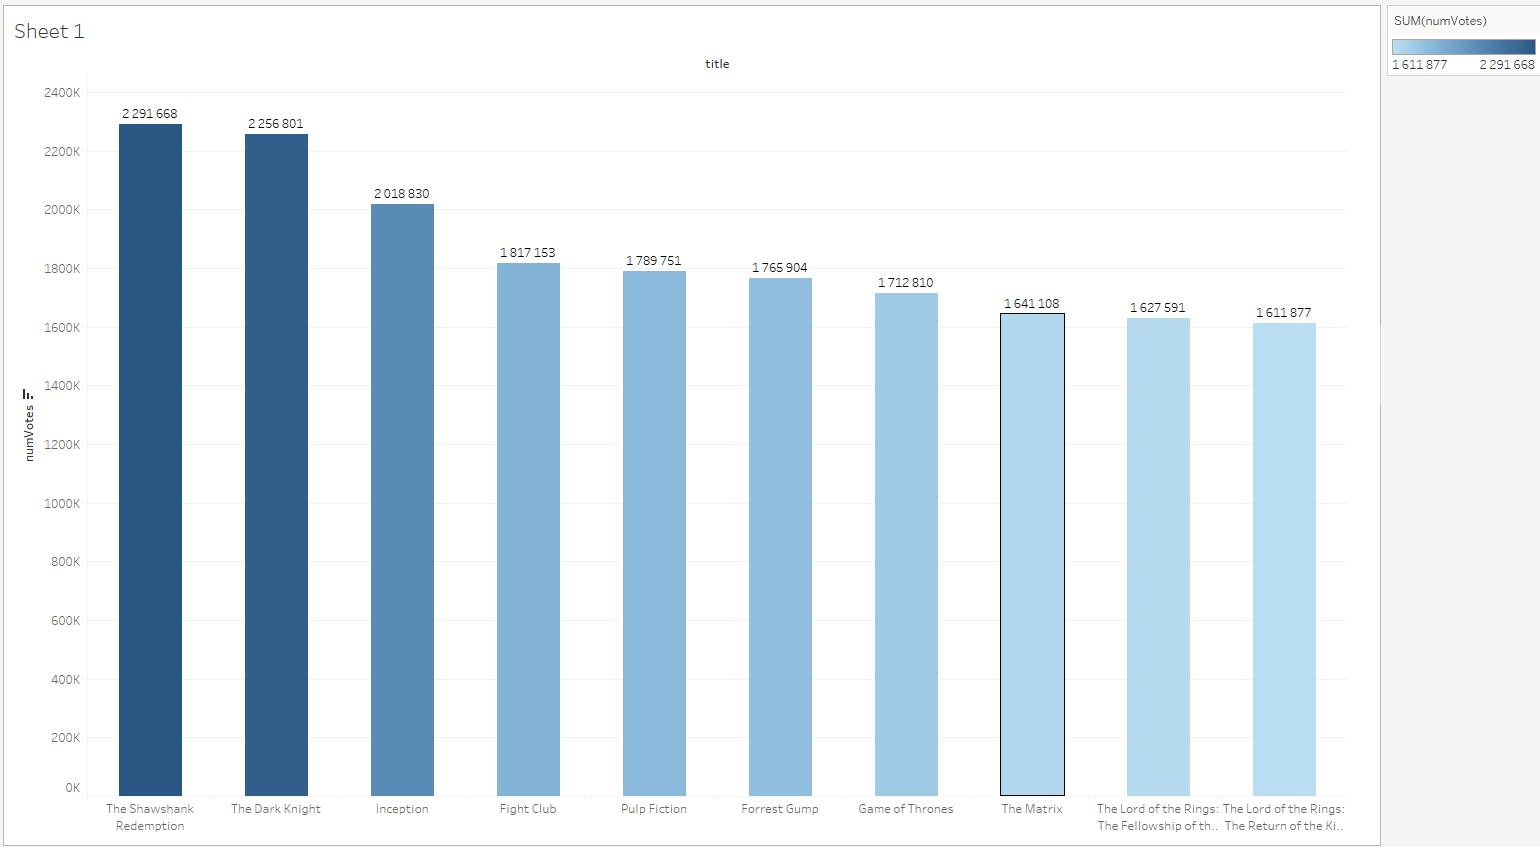 Sheet 1
SUM(numVotes)
1 611 877 2 291 668
title
2400K
2200K
2000K
1800K
1600K
1400K
1200K
1000K
800K
600K
400K
200K
0K
numVotes
2 291 668
2 256 801
2 018 830
1 817 153
1 789 751
1 765 904
1 712 810
1 641 108
1 627 591
1 611 877
The Shawshank
Redemption
The Dark Knight
Inception
Fight Club
Pulp Fiction
Forrest Gump
Game of Thrones
The Matrix
The Lord of the Rings:
The Fellowship of th..
The Lord of the Rings:
The Return of the Ki..